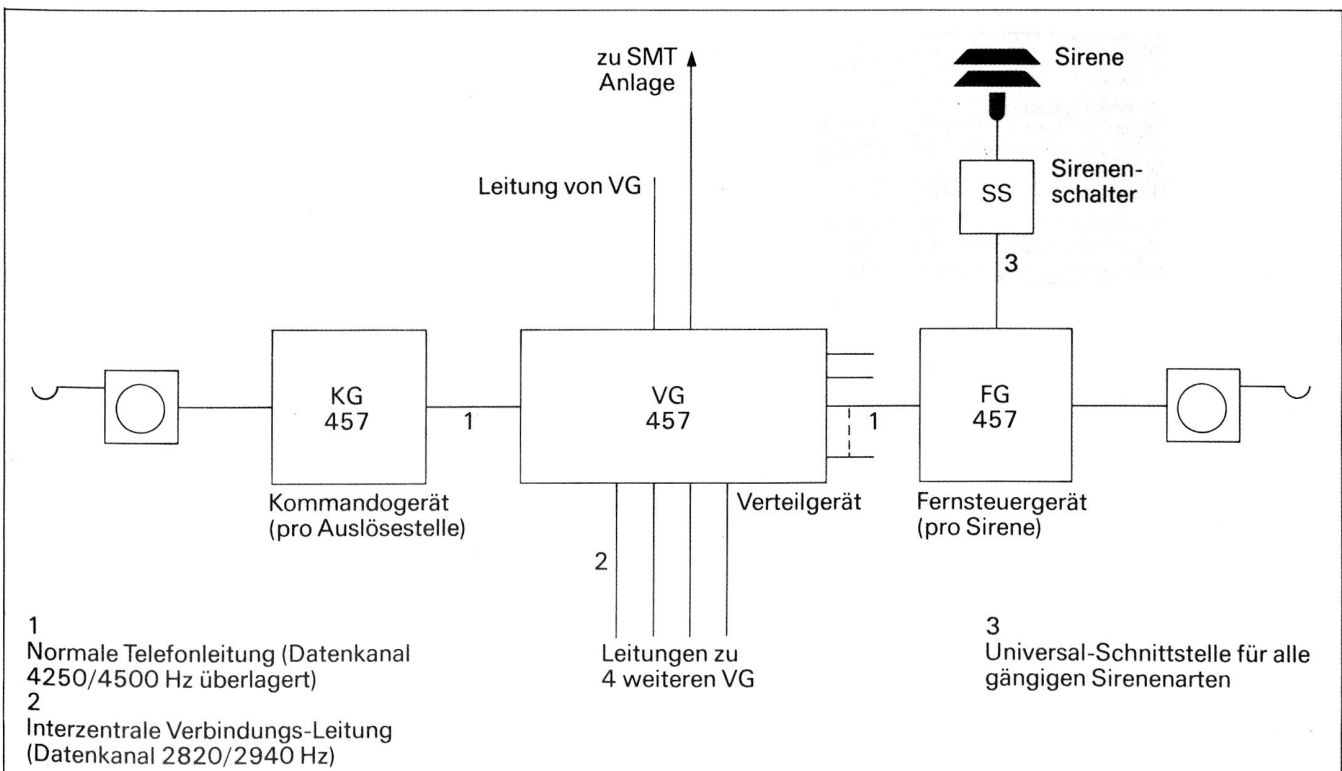 zu SMT
Anlage
Sirene
Leitung von VG
SS
Sirenen-
schalter
3
KG
457
1
VG
457
1
FG
457
Kommandogerät
(pro Auslösestelle)
Verteilgerät
Fernsteuergerät
(pro Sirene)
2
Leitungen zu
4 weiteren VG
1
Normale Telefonleitung (Datenkanal
4250/4500 Hz überlagert)
2
Interzentrale Verbindungs-Leitung
(Datenkanal 2820/2940 Hz)
3
Universal-Schnittstelle für alle
gängigen Sirenenarten